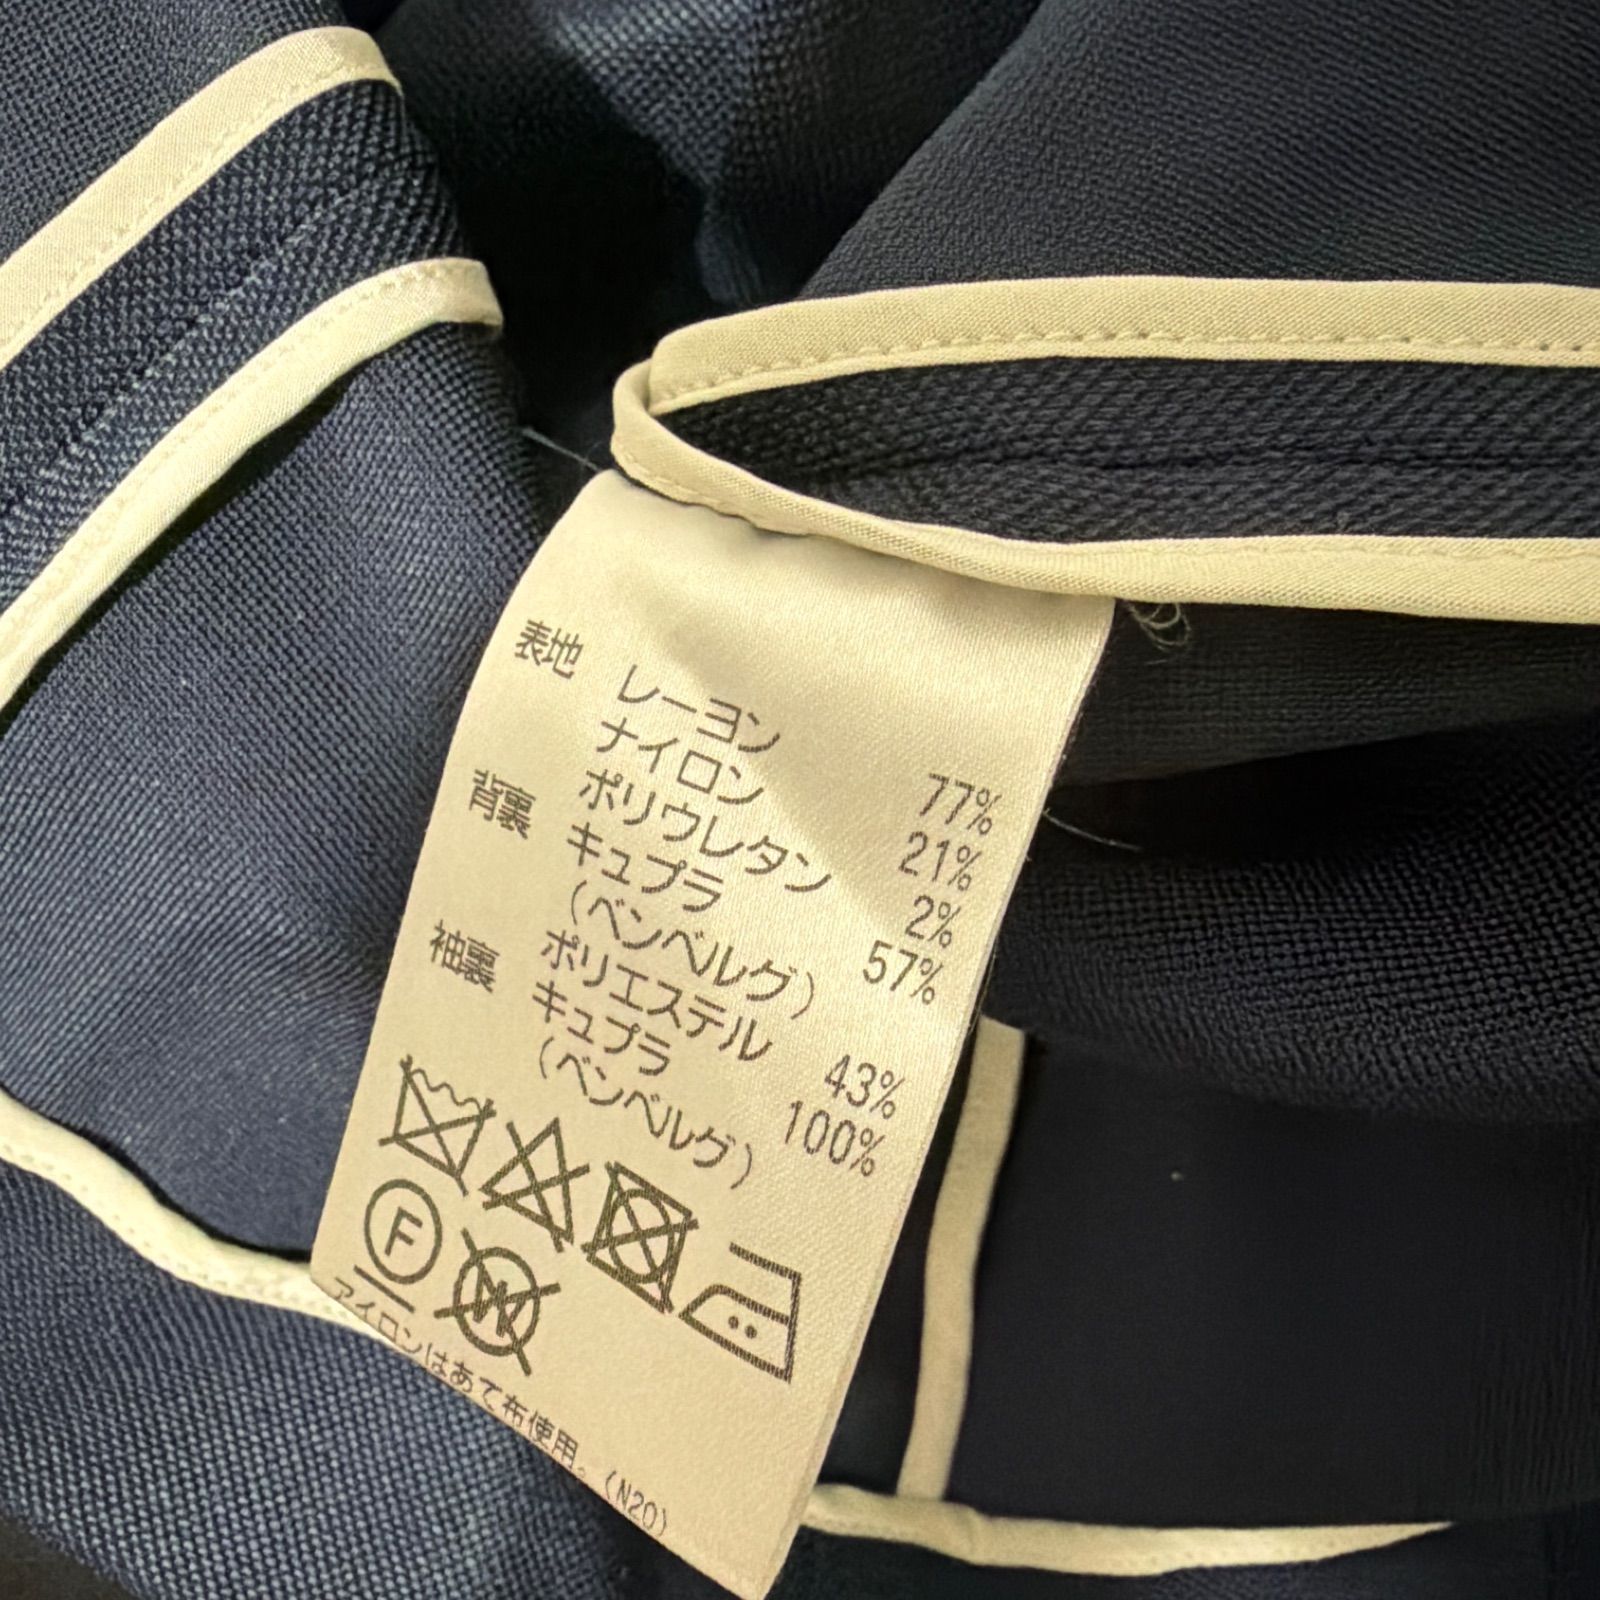 表地 レーヨン 77%
ナイロン 21%
ポリウレタン 2%
背裏 キュプラ 57%
(ベンベルグ)
ポリエステル 43%
袖裏 キュプラ 100%
(ベンベルグ)
F W
アイロンはあて布使用。(N20)